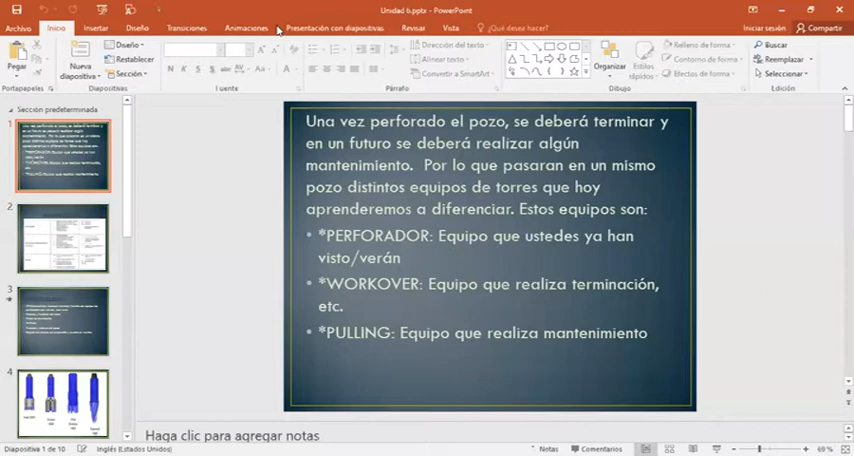 Unidad 6.pptx - PowerPoint
Archivo Inicio Insertar Diseño Transiciones Animaciones Presentación con diapositivas Revisar Vista ¿Qué desea hacer? Iniciar sesión Compartir
Pegar
Nueva diapositiva
Diseño
Restablecer
Sección
N K S
Aa A
Dirección del texto
Alinear texto
Convertir a SmartArt
Organizar
Estilos rápidos
Relleno de forma
Contorno de forma
Efectos de forma
Buscar
Reemplazar
Seleccionar
Portapapeles Diapositivas Fuente Párrafo Dibujo Edición
Sección predeterminada
1
2
3
4
Una vez perforado el pozo, se deberá terminar y
en un futuro se deberá realizar algún
mantenimiento. Por lo que pasaran en un mismo
pozo distintos equipos de torres que hoy
aprenderemos a diferenciar. Estos equipos son:
• *PERFORADOR: Equipo que ustedes ya han
visto/verán
• *WORKOVER: Equipo que realiza terminación,
etc.
• *PULLING: Equipo que realiza mantenimiento
Haga clic para agregar notas
Diapositiva 1 de 10 Inglés (Estados Unidos) Notas Comentarios 69 %